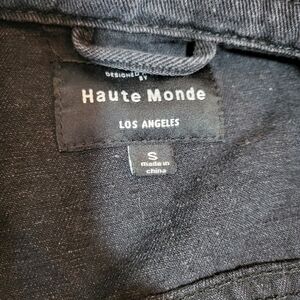 DESIGNED
BY
Haute Monde
LOS ANGELES
S
made in
china